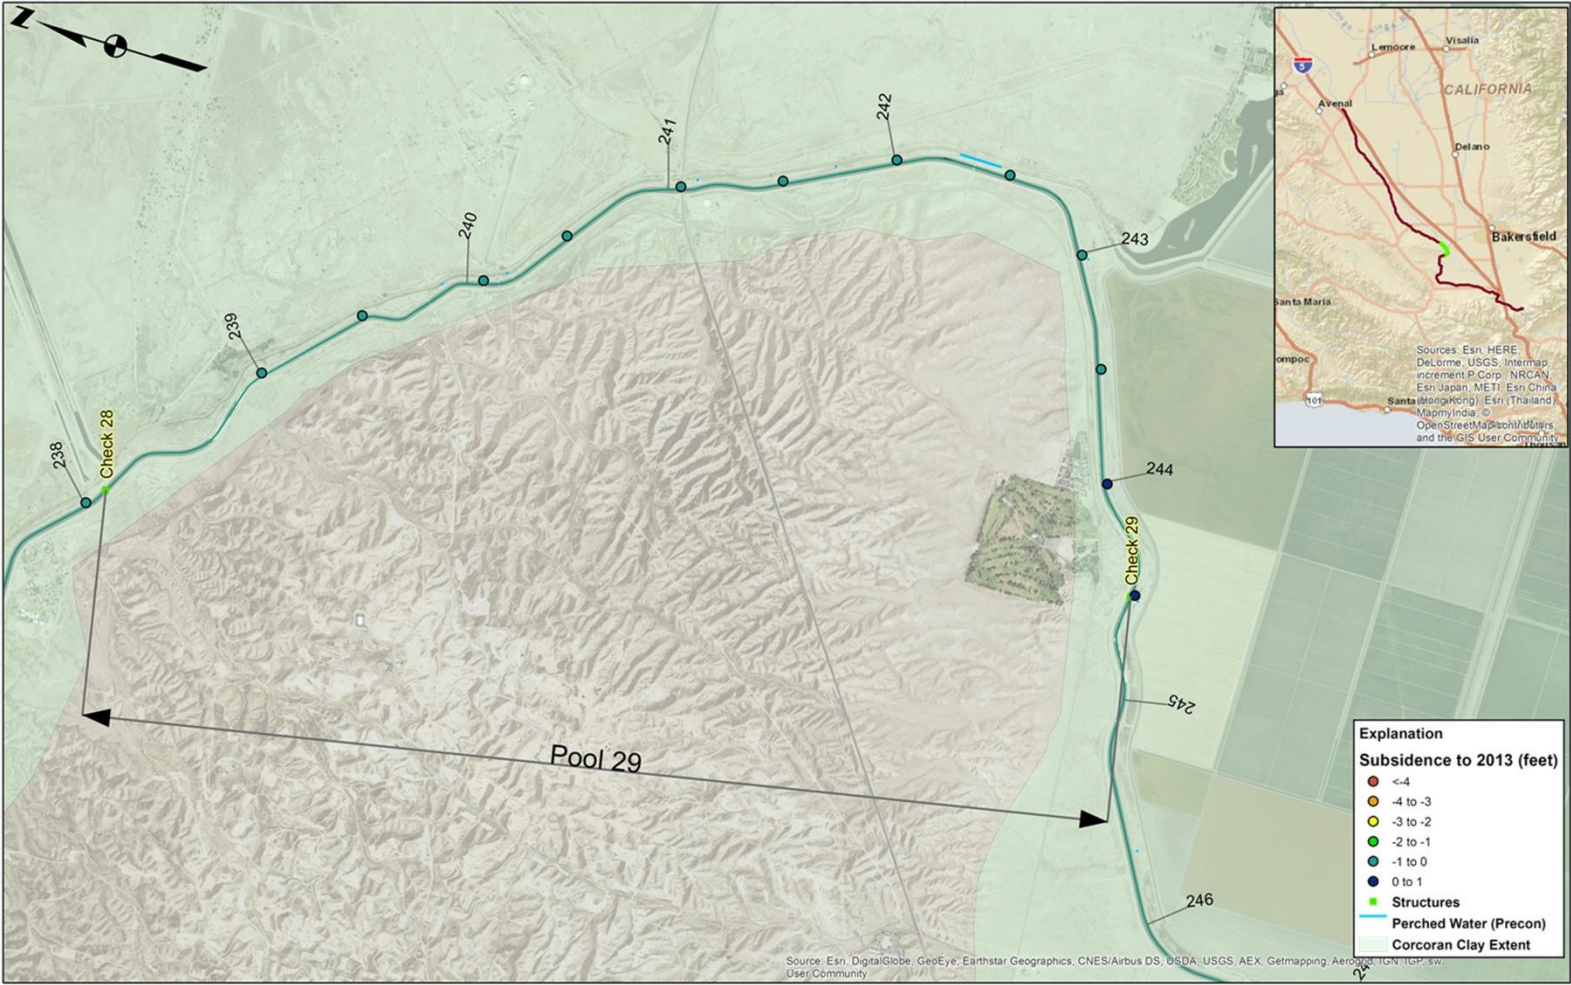 Z
241
242
240
243
239
238
Check 28
244
Check 29
245
Pool 29
246
Lemoore
Visalia
5
CALIFORNIA
Avenal
Delano
Bakersfield
Santa Maria
ompoc
101
Santa
Sources: Esri, HERE,
DeLorme, USGS, Intermap,
increment P Corp., NRCAN,
Esri Japan, METI, Esri China
(Hong Kong), Esri (Thailand),
MapmyIndia, ©
OpenStreetMap contributors,
and the GIS User Community
Explanation
Subsidence to 2013 (feet)
<-4
-4 to -3
-3 to -2
-2 to -1
-1 to 0
0 to 1
Structures
Perched Water (Precon)
Corcoran Clay Extent
Source: Esri, DigitalGlobe, GeoEye, Earthstar Geographics, CNES/Airbus DS, USDA, USGS, AEX, Getmapping, Aerogrid, IGN, IGP, sw
User Community